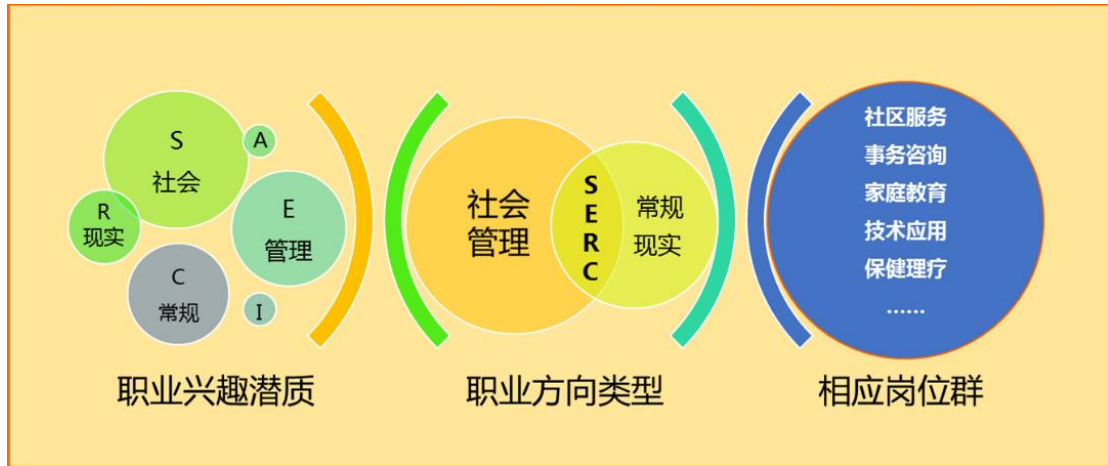 S
社会
A
R
现实
E
管理
C
常规
I
职业兴趣潜质
社会
管理
S
E
R
C
常规
现实
职业方向类型
社区服务
事务咨询
家庭教育
技术应用
保健理疗
……
相应岗位群